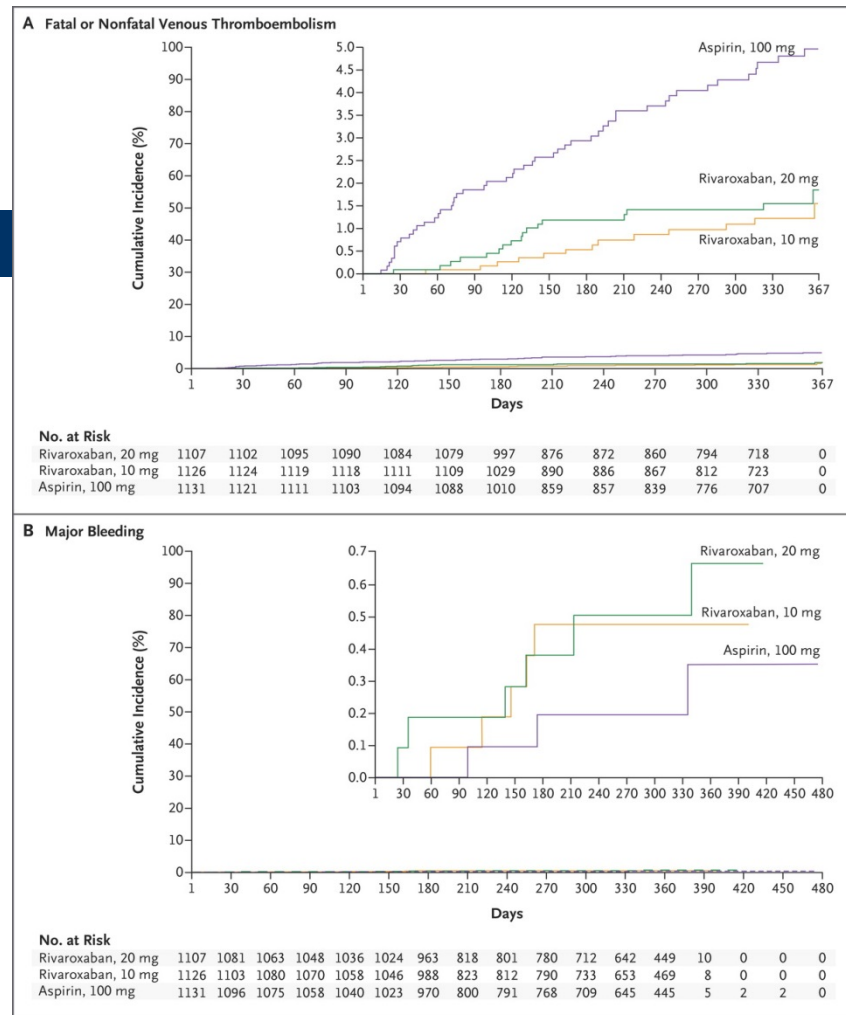 A Fatal or Nonfatal Venous Thromboembolism
Cumulative Incidence (%)
100
90
80
70
60
50
40
30
20
10
0
1 30 60 90 120 150 180 210 240 270 300 330 367
Days
5.0
4.5
4.0
3.5
3.0
2.5
2.0
1.5
1.0
0.5
0.0
1 30 60 90 120 150 180 210 240 270 300 330 367
Aspirin, 100 mg
Rivaroxaban, 20 mg
Rivaroxaban, 10 mg
No. at Risk
Rivaroxaban, 20 mg 1107 1102 1095 1090 1084 1079 997 876 872 860 794 718 0
Rivaroxaban, 10 mg 1126 1124 1119 1118 1111 1109 1029 890 886 867 812 723 0
Aspirin, 100 mg 1131 1121 1111 1103 1094 1088 1010 859 857 839 776 707 0
B Major Bleeding
Cumulative Incidence (%)
100
90
80
70
60
50
40
30
20
10
0
1 30 60 90 120 150 180 210 240 270 300 330 360 390 420 450 480
Days
0.7
0.6
0.5
0.4
0.3
0.2
0.1
0.0
1 30 60 90 120 150 180 210 240 270 300 330 360 390 420 450 480
Rivaroxaban, 20 mg
Rivaroxaban, 10 mg
Aspirin, 100 mg
No. at Risk
Rivaroxaban, 20 mg 1107 1081 1063 1048 1036 1024 963 818 801 780 712 642 449 10 0 0 0
Rivaroxaban, 10 mg 1126 1103 1080 1070 1058 1046 988 823 812 790 733 653 469 8 0 0 0
Aspirin, 100 mg 1131 1096 1075 1058 1040 1023 970 800 791 768 709 645 445 5 2 2 0